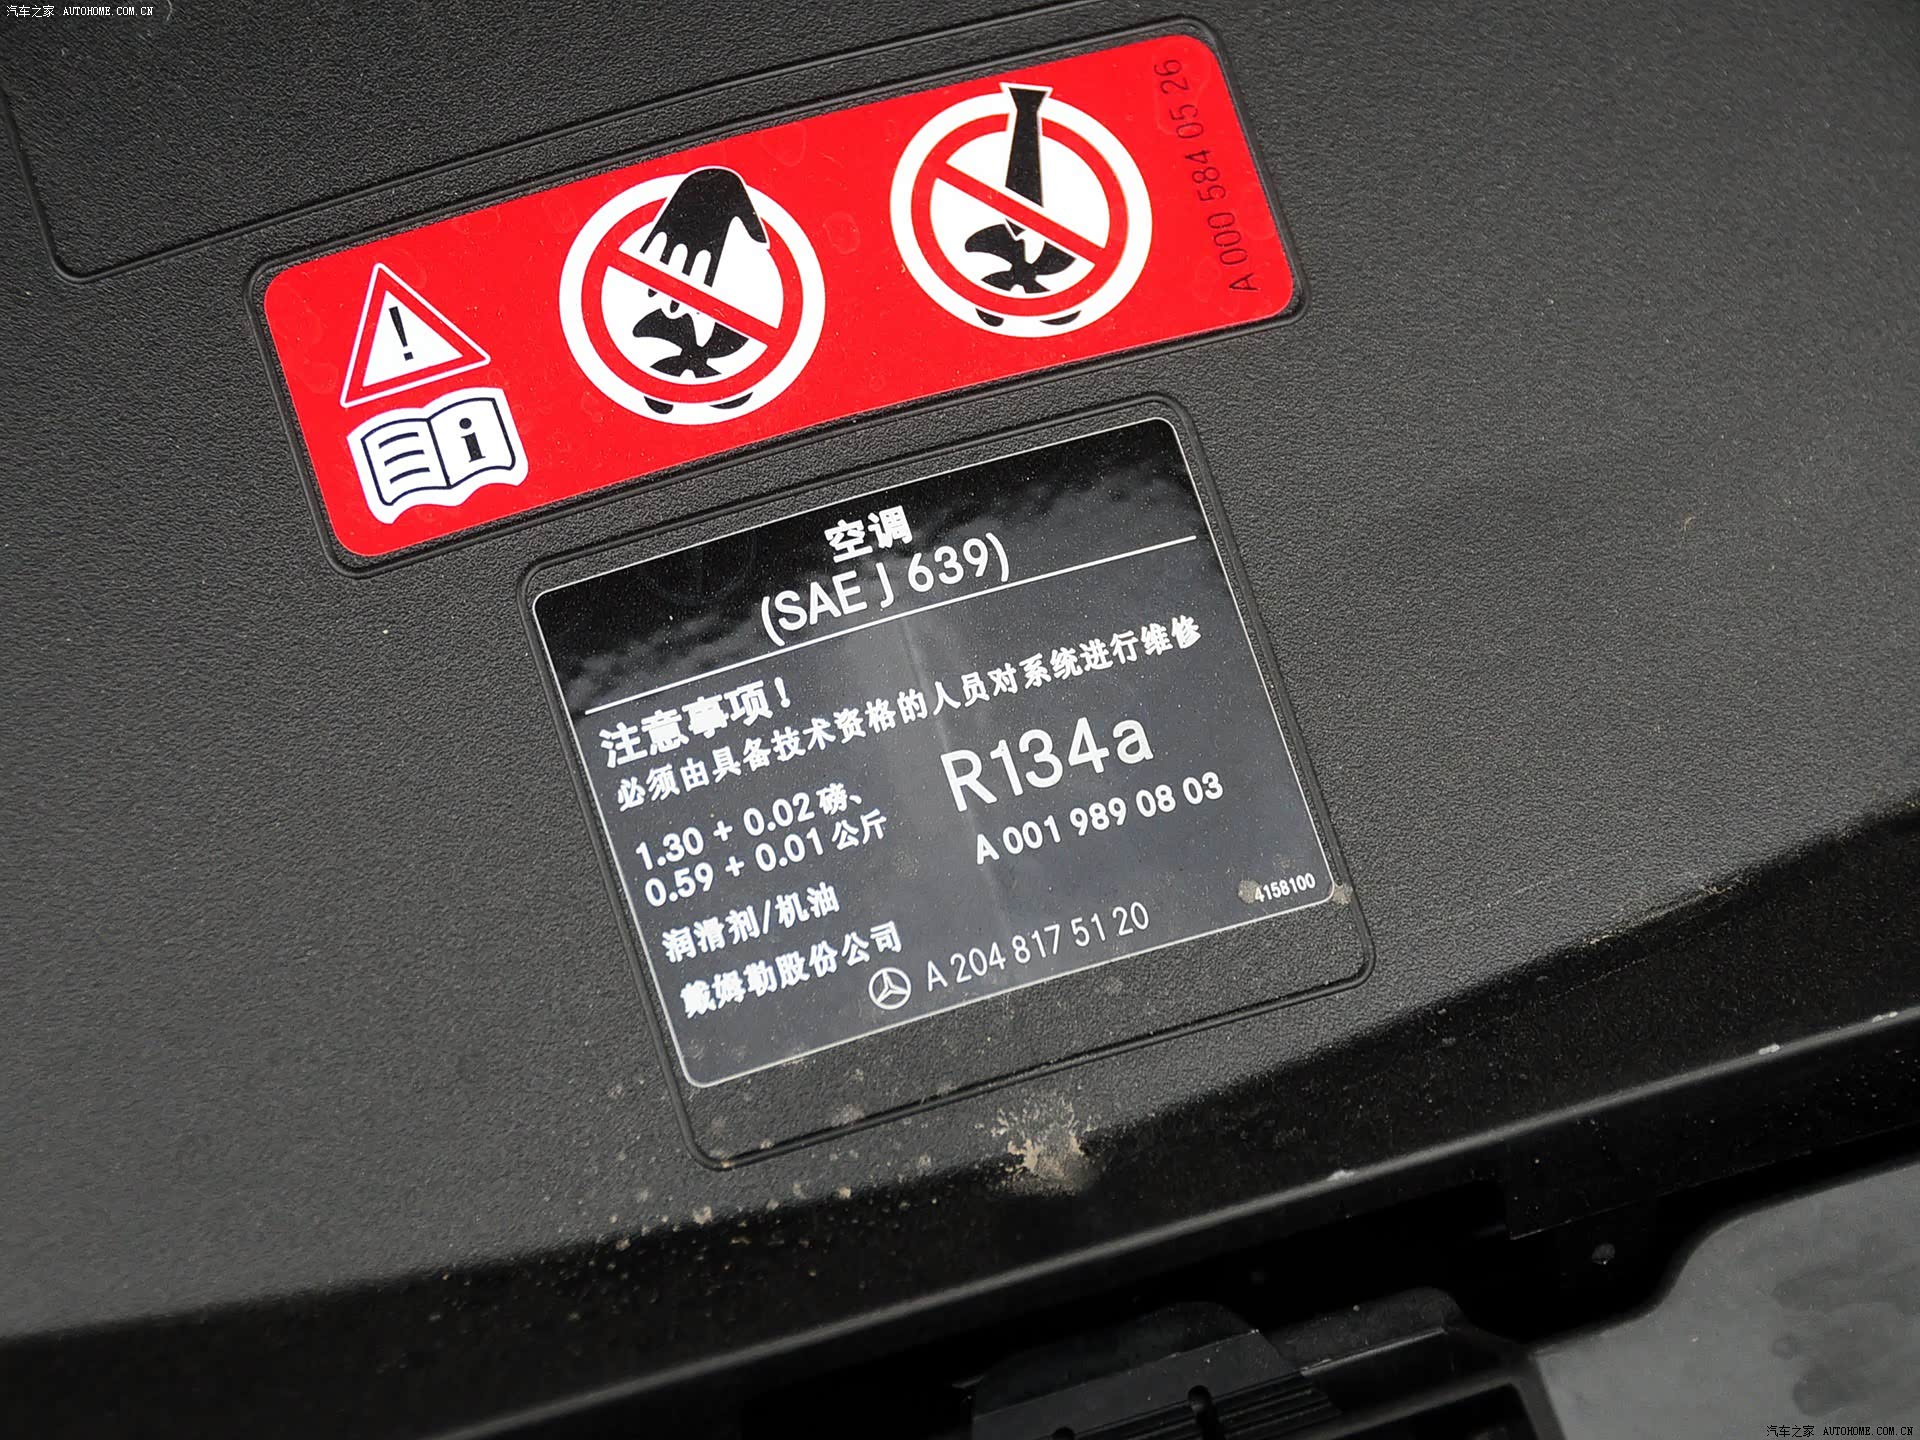 汽车之家 AUTOHOME.COM.CN
A 000 584 05 26
空调
(SAE J 639)
注意事项！
必须由具备技术资格的人员对系统进行维修
1.30 + 0.02 磅、
0.59 + 0.01 公斤
R134a
A 001 989 08 03
润滑剂/机油
戴姆勒股份公司
A 204 817 51 20
4158100
汽车之家 AUTOHOME.COM.CN